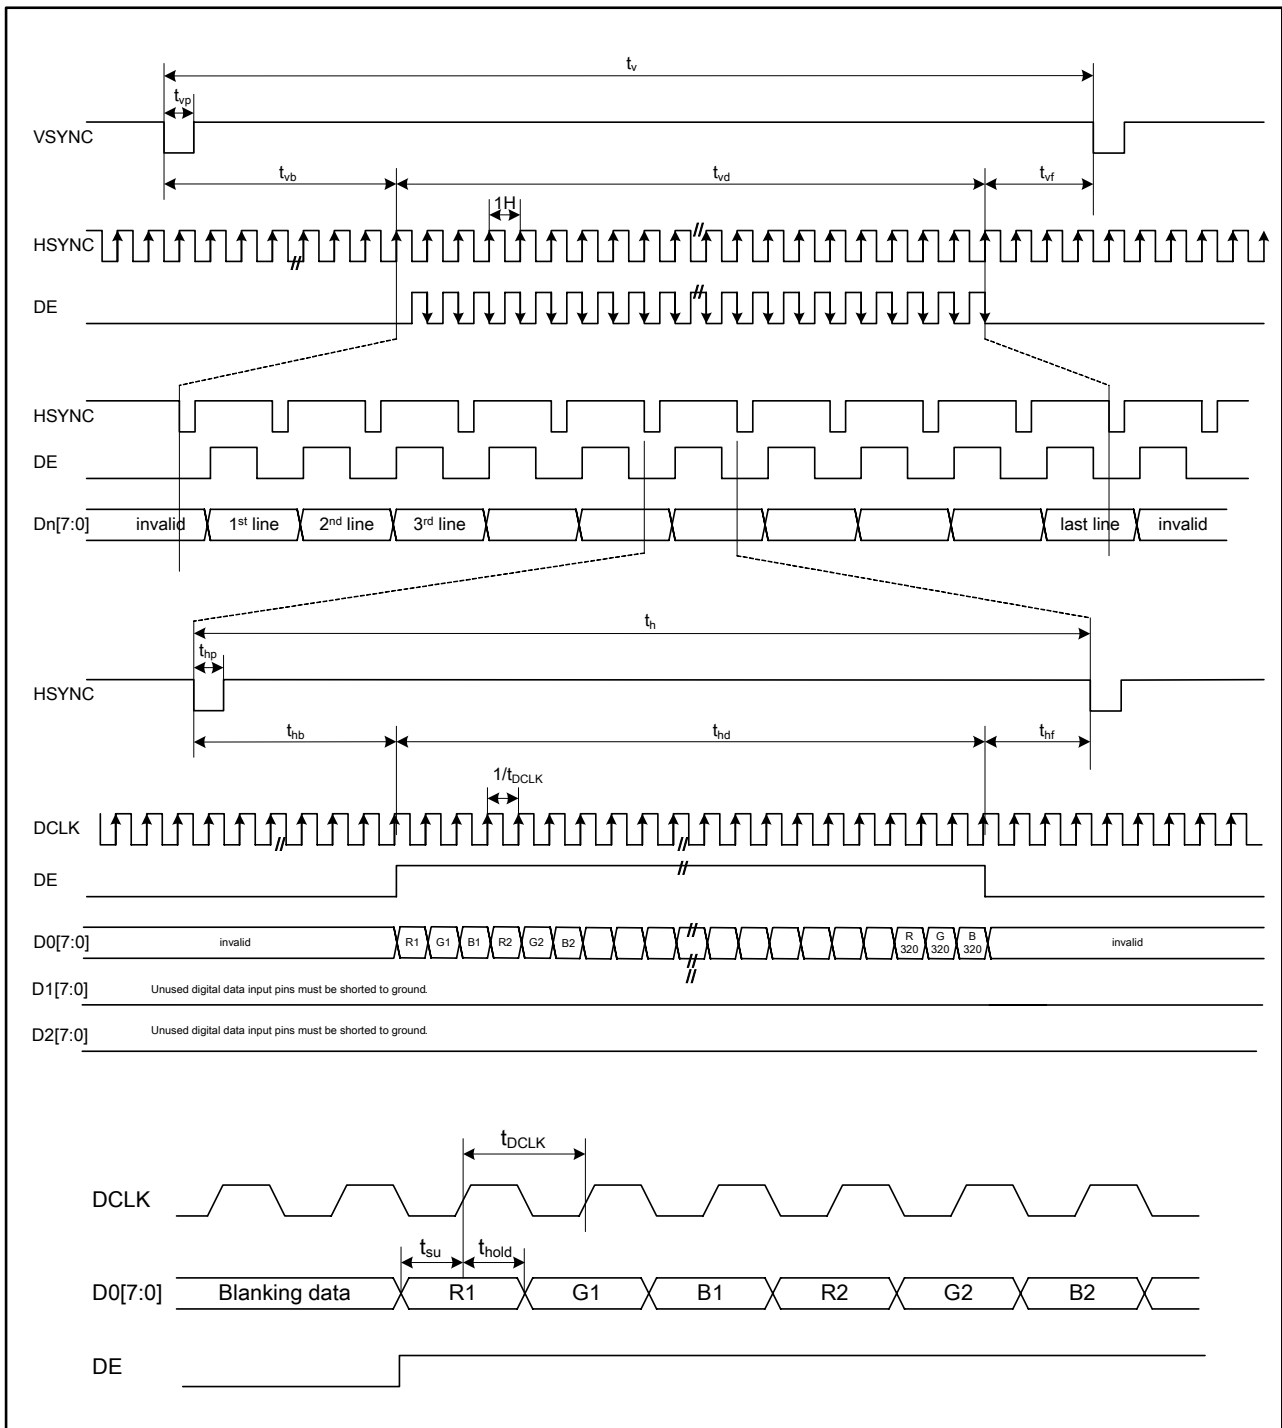 tv
tvp
VSYNC
tvb
tvd
tvf
1H
HSYNC
DE
HSYNC
DE
Dn[7:0]
invalid
1st line
2nd line
3rd line
last line
invalid
th
thp
HSYNC
thb
thd
thf
1/tDCLK
DCLK
DE
D0[7:0]
invalid
R1
G1
B1
R2
G2
B2
R
320
G
320
B
320
invalid
D1[7:0]
Unused digital data input pins must be shorted to ground.
D2[7:0]
Unused digital data input pins must be shorted to ground.
tDCLK
DCLK
tsu
thold
D0[7:0]
Blanking data
R1
G1
B1
R2
G2
B2
DE